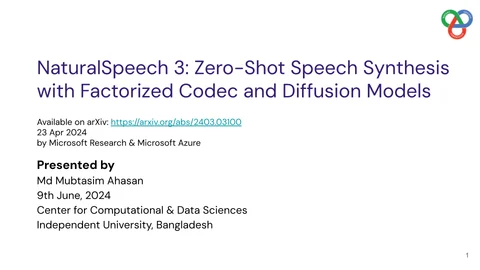 NaturalSpeech 3: Zero-Shot Speech Synthesis
with Factorized Codec and Diffusion Models
Available on arXiv: https://arxiv.org/abs/2403.03100
23 Apr 2024
by Microsoft Research & Microsoft Azure
Presented by
Md Mubtasim Ahasan
9th June, 2024
Center for Computational & Data Sciences
Independent University, Bangladesh
1